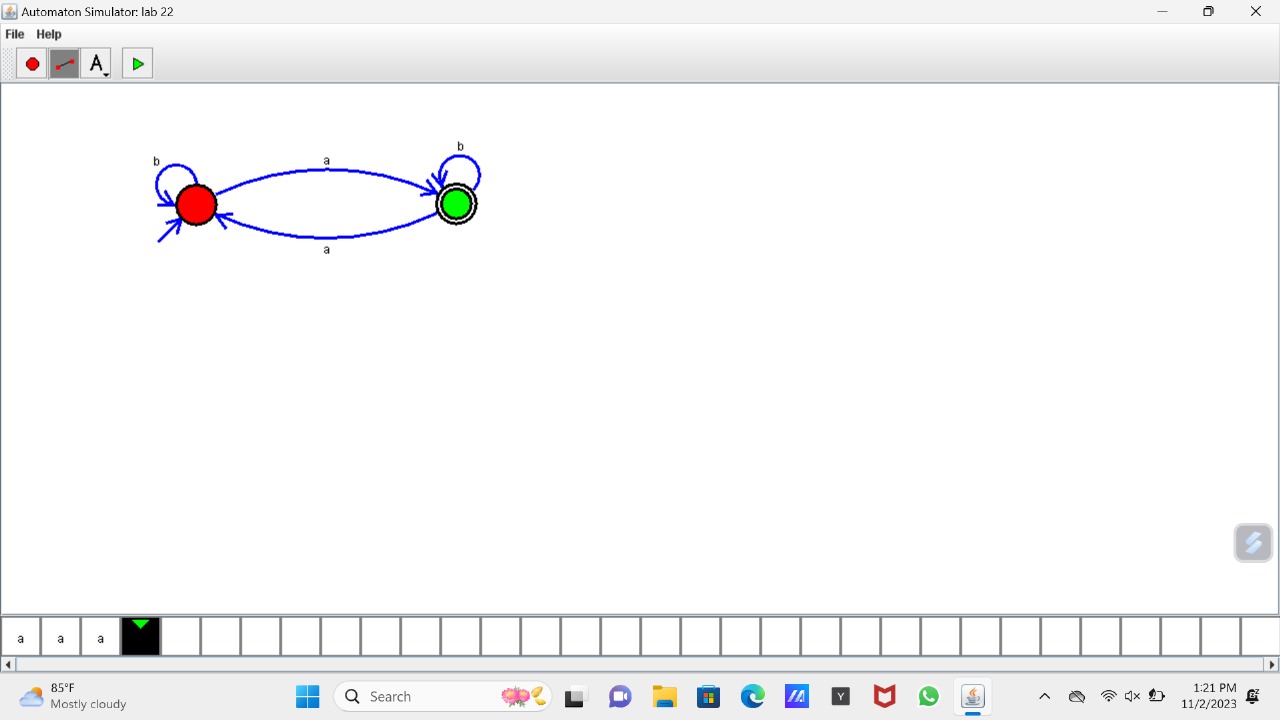 Automaton Simulator: lab 22
File Help
A
b
a
b
a
a a a
85°F
Mostly cloudy
Search
Y
1:21 PM
11/2/2023